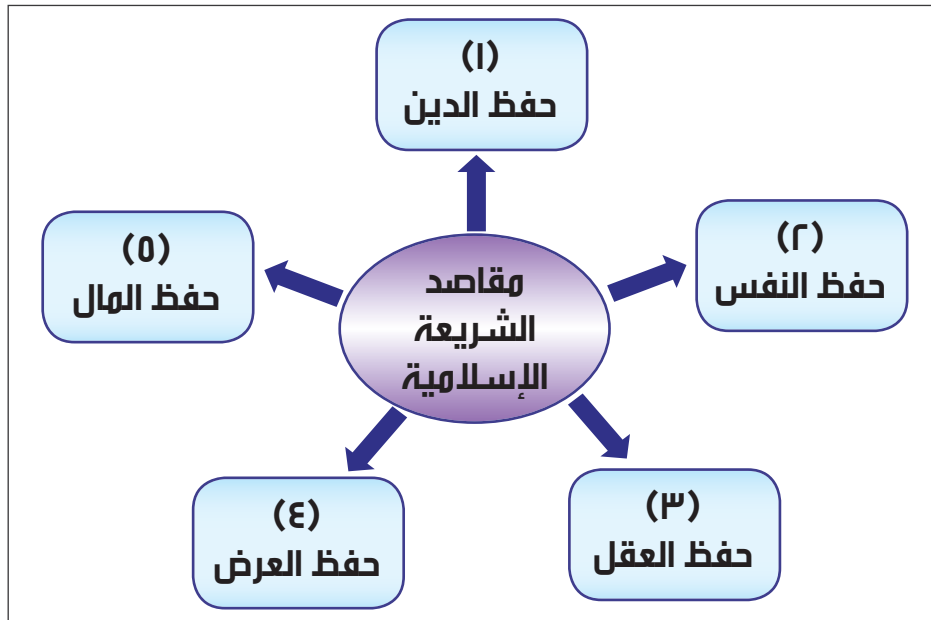 (١)
حفظ الدين
(٢)
حفظ النفس
(٣)
حفظ العقل
(٤)
حفظ العرض
(٥)
حفظ المال
مقاصد
الشريعة
الإسلامية